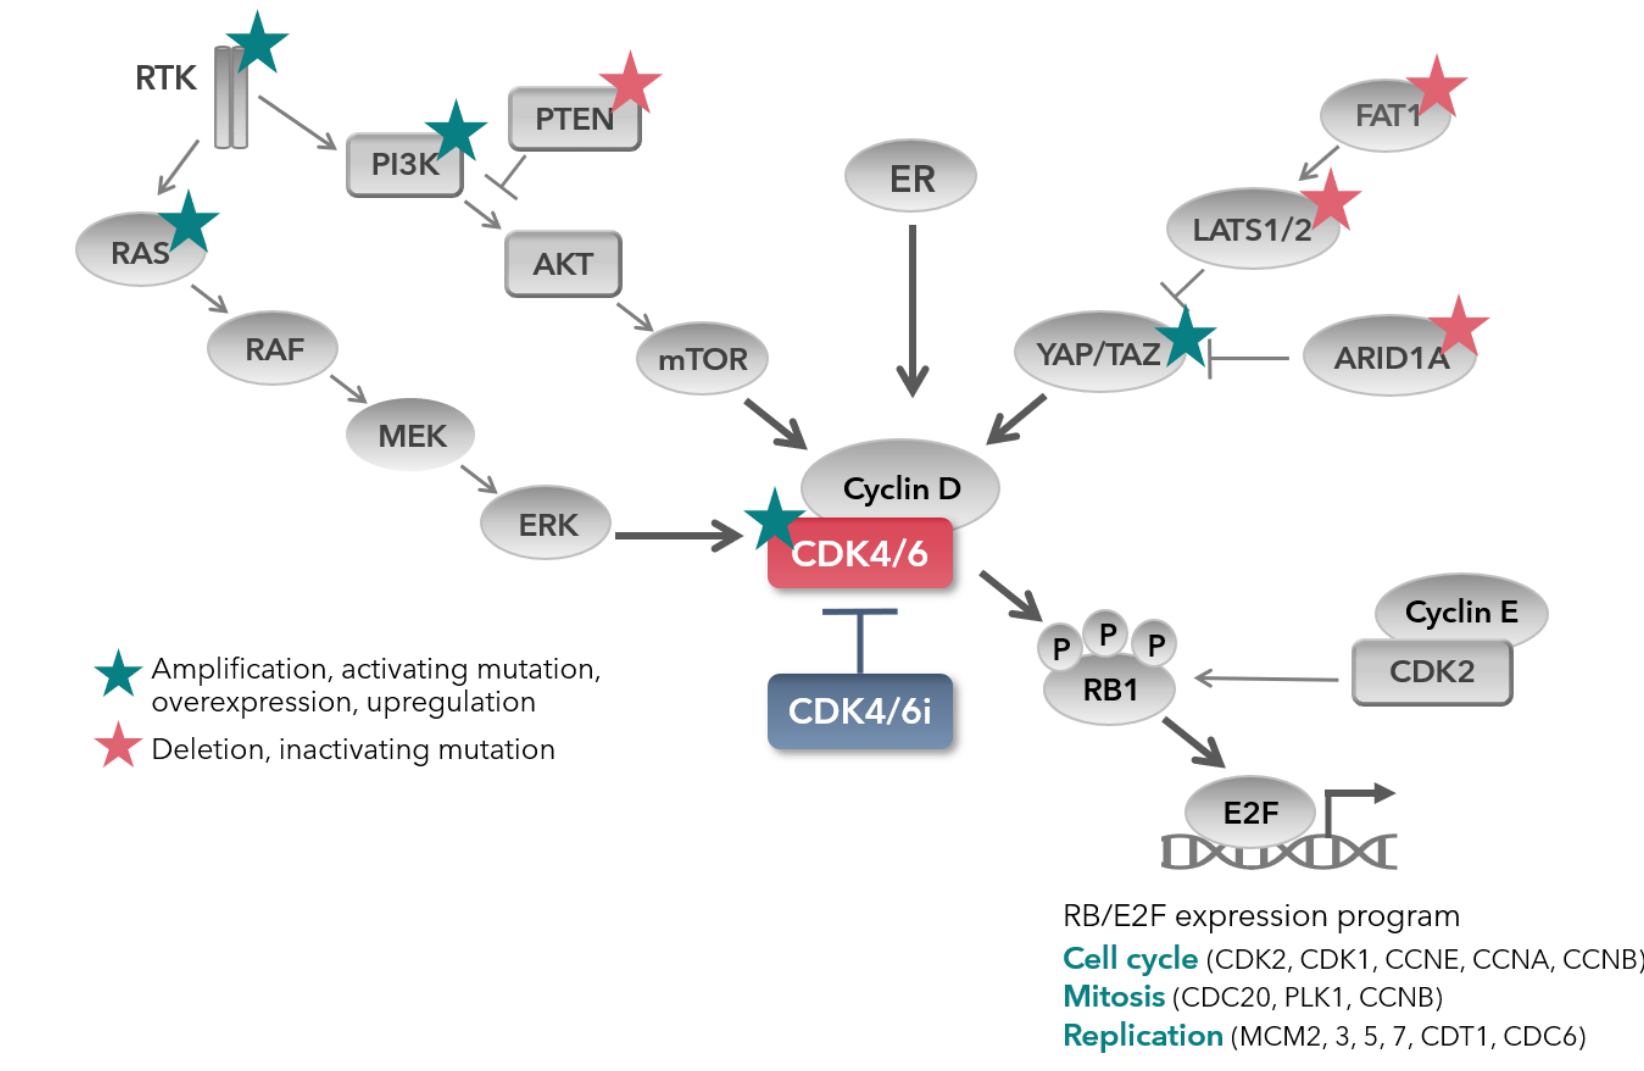 RTK
PTEN
PI3K
FAT1
ER
LATS1/2
RAS
AKT
RAF
mTOR
YAP/TAZ
ARID1A
MEK
Cyclin D
ERK
CDK4/6
Cyclin E
P
P
P
CDK2
RB1
CDK4/6i
Amplification, activating mutation,
overexpression, upregulation
Deletion, inactivating mutation
E2F
RB/E2F expression program
Cell cycle (CDK2, CDK1, CCNE, CCNA, CCNB)
Mitosis (CDC20, PLK1, CCNB)
Replication (MCM2, 3, 5, 7, CDT1, CDC6)